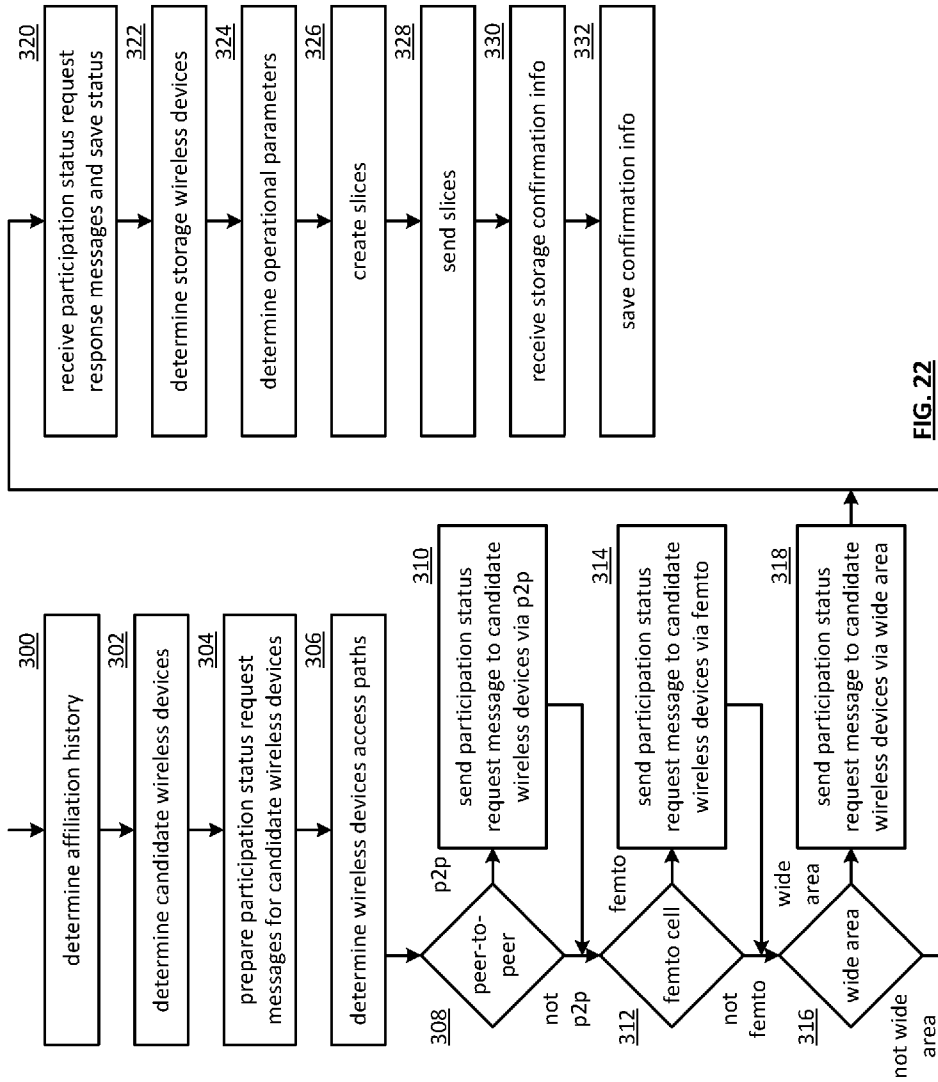 300
determine affiliation history
302
determine candidate wireless devices
304
prepare participation status request
messages for candidate wireless devices
306
determine wireless devices access paths
308
peer-to-
peer
p2p
not
p2p
310
send participation status
request message to candidate
wireless devices via p2p
312
femto cell
femto
not
femto
314
send participation status
request message to candidate
wireless devices via femto
316
wide area
wide
area
not wide
area
318
send participation status
request message to candidate
wireless devices via wide area
320
receive participation status request
response messages and save status
322
determine storage wireless devices
324
determine operational parameters
326
create slices
328
send slices
330
receive storage confirmation info
332
save confirmation info
FIG. 22